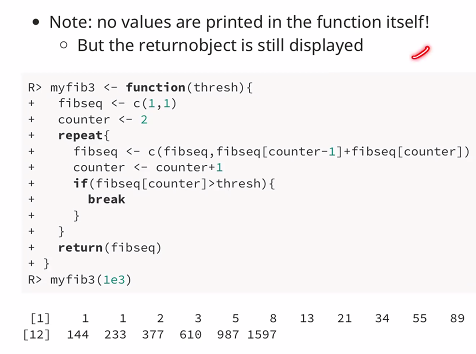 • Note: no values are printed in the function itself!
○ But the returnobject is still displayed
R> myfib3 <- function(thresh){
+   fibseq <- c(1,1)
+   counter <- 2
+   repeat{
+     fibseq <- c(fibseq,fibseq[counter-1]+fibseq[counter])
+     counter <- counter+1
+     if(fibseq[counter]>thresh){
+       break
+     }
+   }
+   return(fibseq)
+ }
R> myfib3(1e3)
[1]    1    1    2    3    5    8   13   21   34   55   89
[12]  144  233  377  610  987 1597